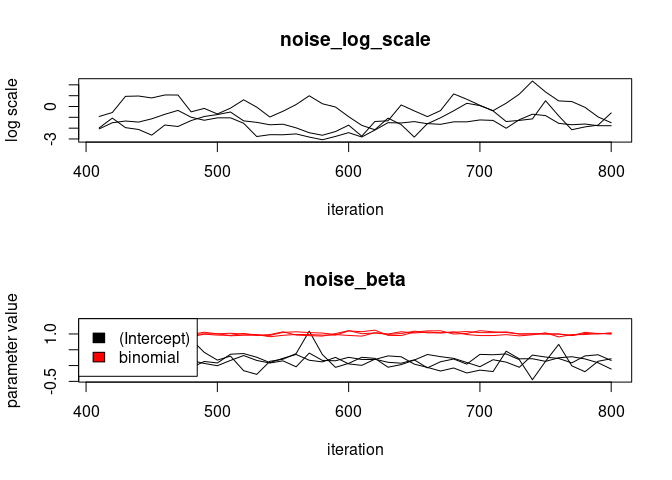 noise_log_scale
log scale
0
-3
400 500 600 700 800
iteration
noise_beta
parameter value
1.0
-0.5
(Intercept)
binomial
400 500 600 700 800
iteration